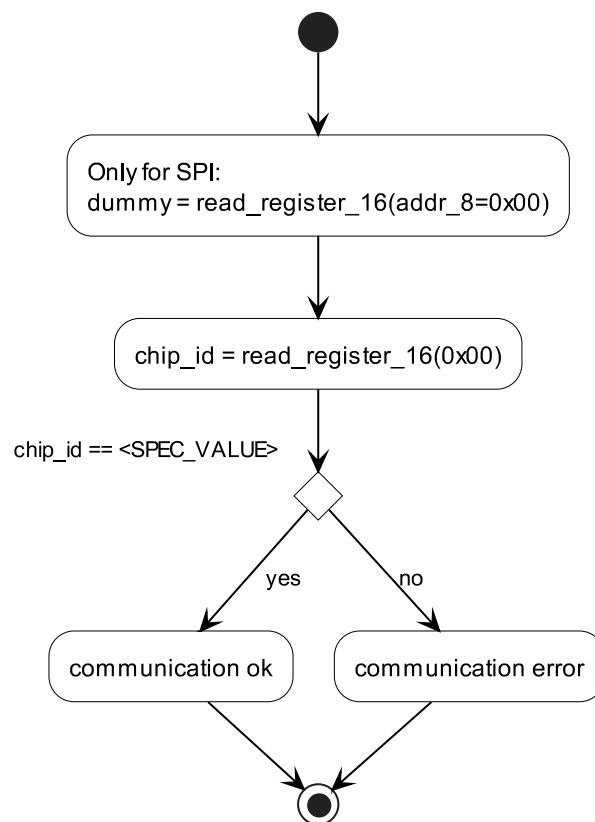 Only for SPI:
dummy = read_register_16(addr_8=0x00)
chip_id = read_register_16(0x00)
chip_id == <SPEC_VALUE>
yes
no
communication ok
communication error